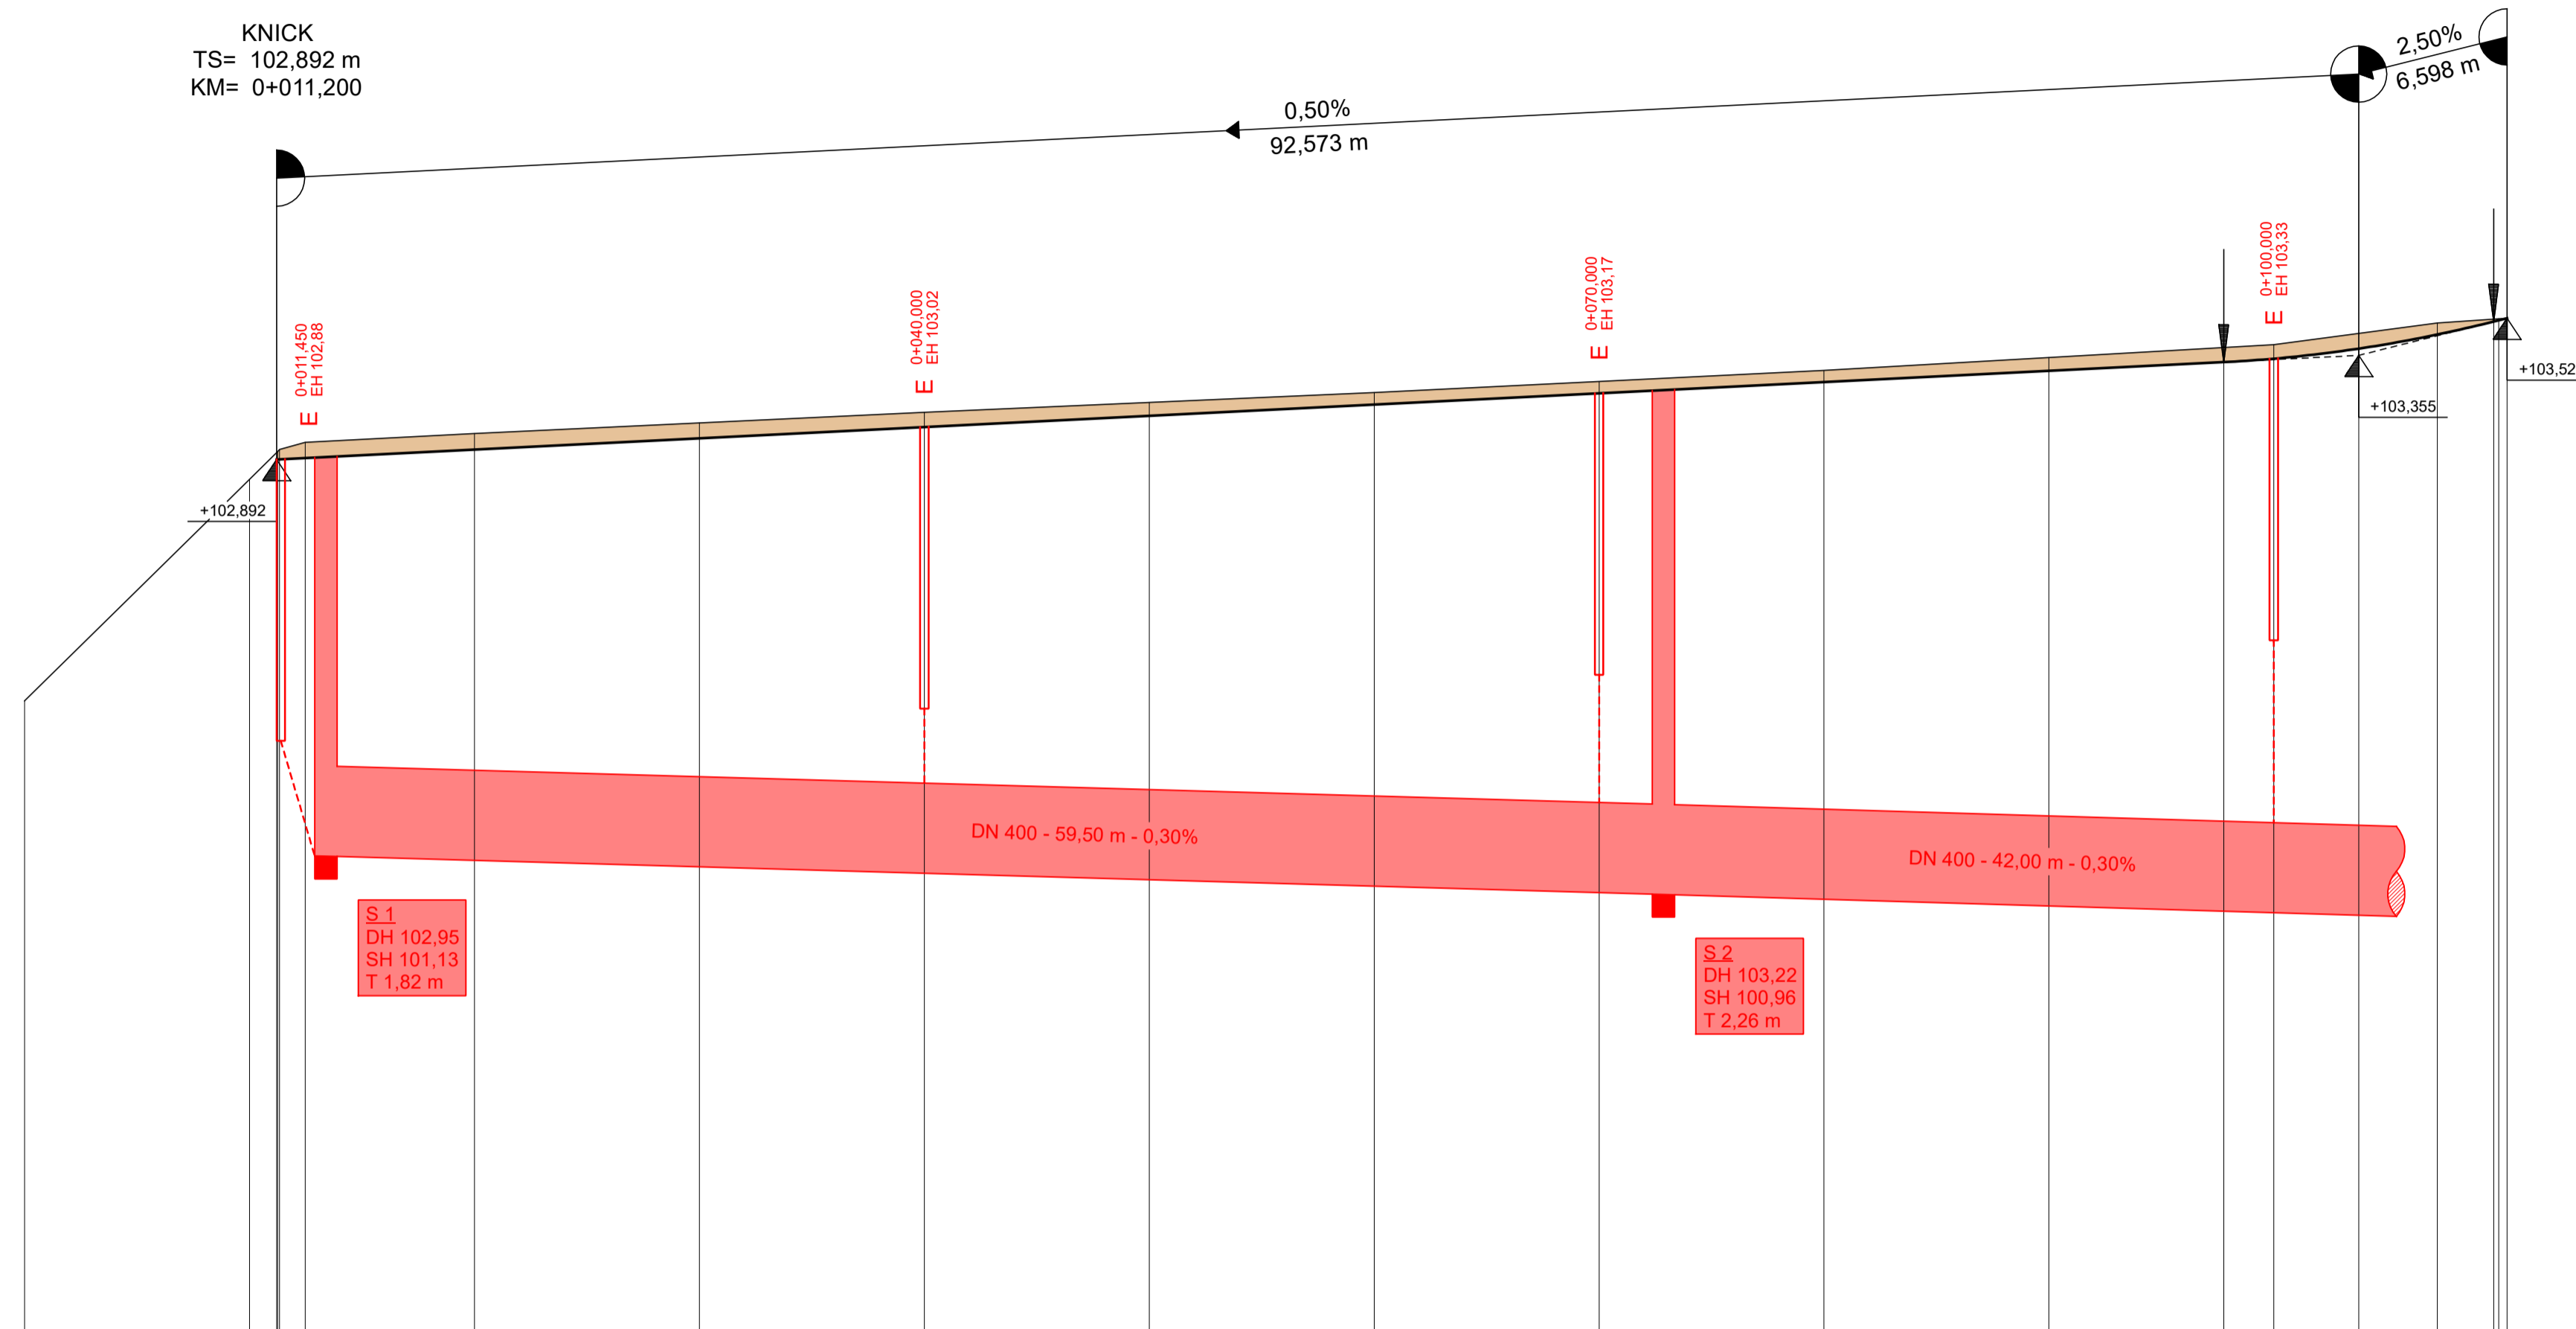 KNICK
TS= 102,892 m
KM= 0+011,200
0,50%
92,573 m
2,50%
6,598 m
E 0+011,450
EH 102,88
E 0+040,000
EH 103,02
E 0+070,000
EH 103,17
E 0+100,000
EH 103,33
+102,892
+103,355
+103,52
DN 400 - 59,50 m - 0,30%
DN 400 - 42,00 m - 0,30%
S 1
DH 102,95
SH 101,13
T 1,82 m
S 2
DH 103,22
SH 100,96
T 2,26 m